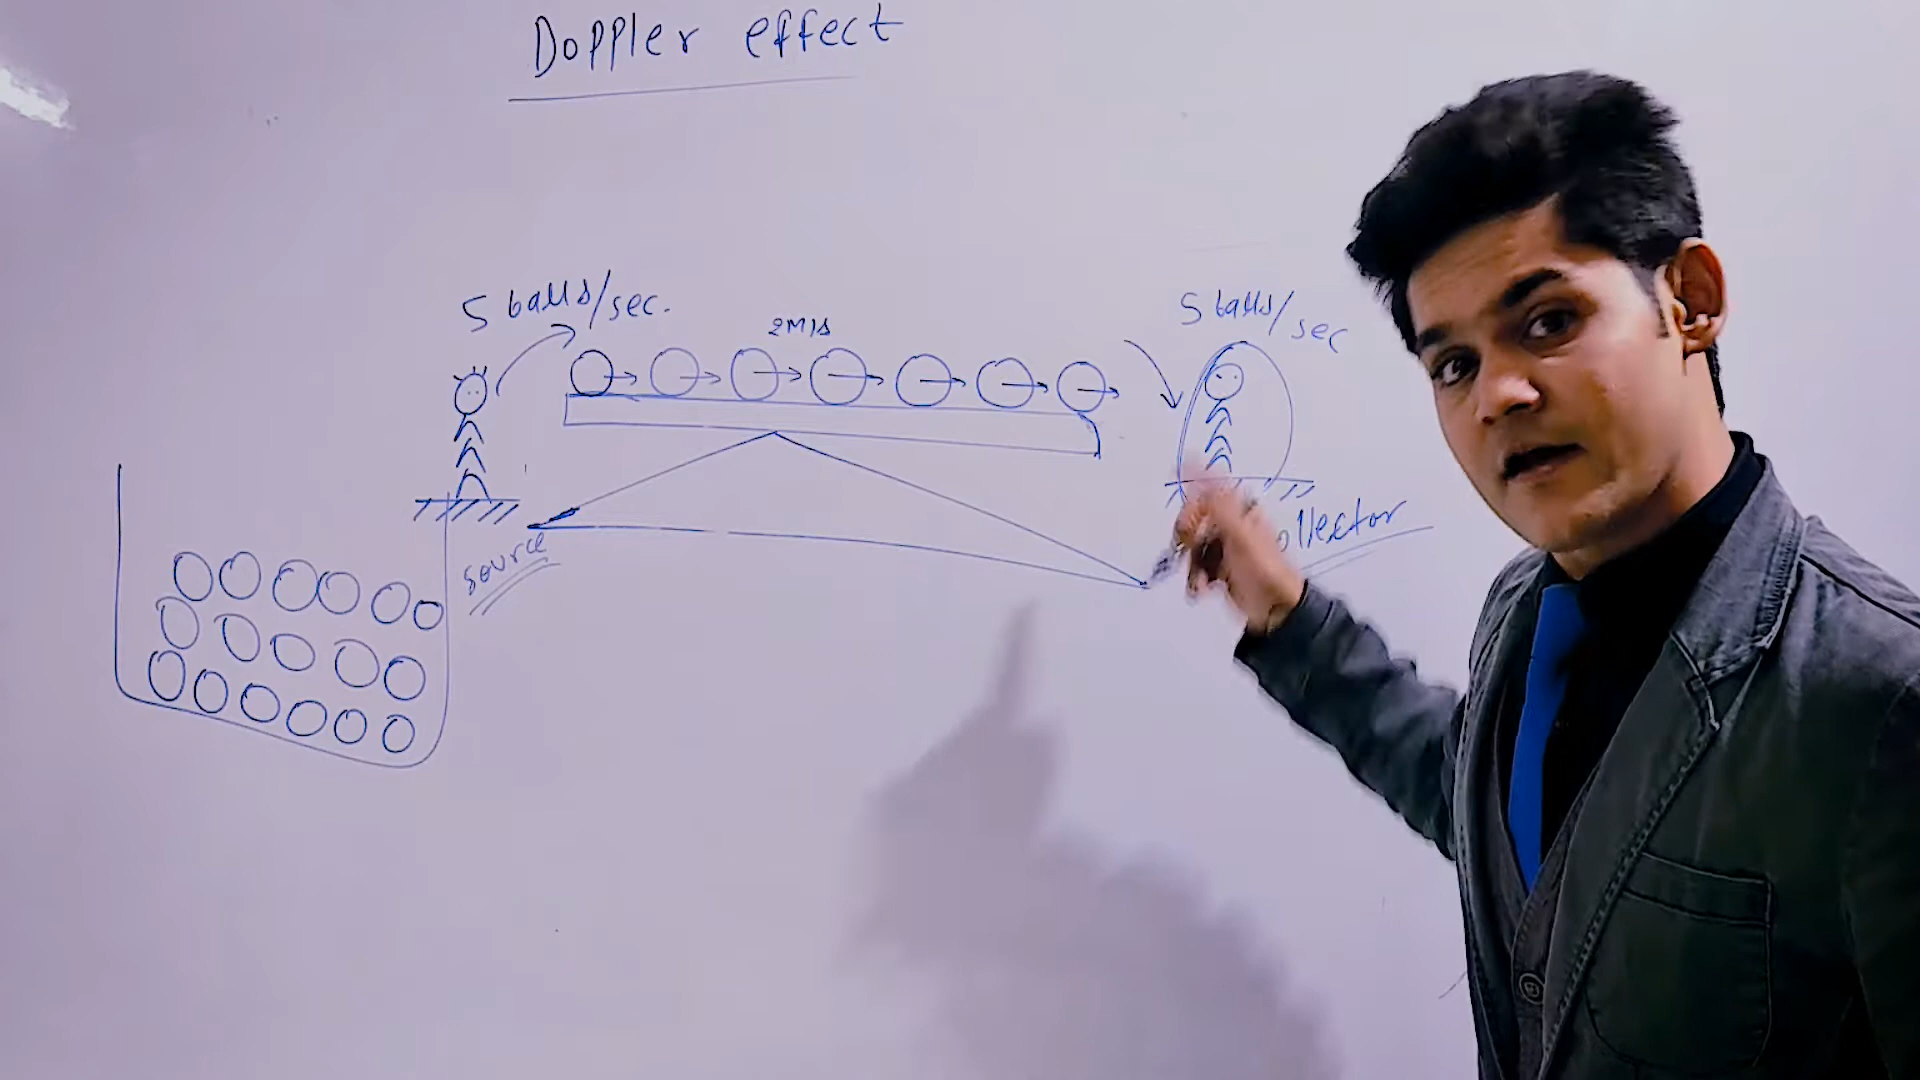 Doppler effect
5 balls/sec.
2M/s
5 balls/
sec
source
ollector